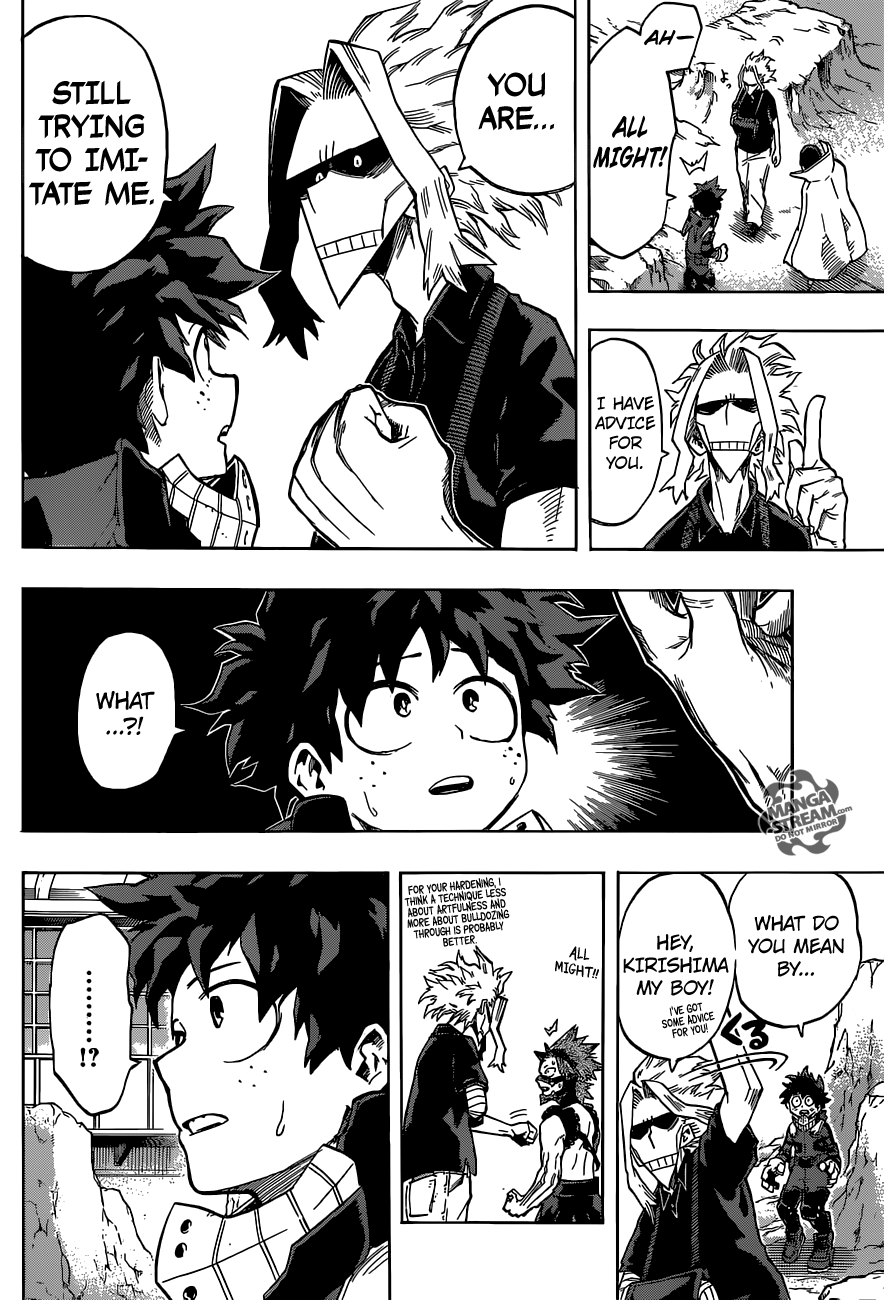 AH—
ALL
MIGHT!
I HAVE
ADVICE
FOR
YOU.
YOU
ARE...
STILL
TRYING
TO IMI-
TATE ME.
WHAT
...?!
MANGA
STREAM.com
DO NOT MIRROR
WHAT DO
YOU MEAN
BY...
HEY,
KIRISHIMA
MY BOY!
I'VE GOT
SOME ADVICE
FOR YOU!
くる
ALL
MIGHT!!
FOR YOUR HARDENING, I
THINK A TECHNIQUE LESS
ABOUT ARTFULNESS AND
MORE ABOUT BULLDOZING
THROUGH IS PROBABLY
BETTER.
........!?